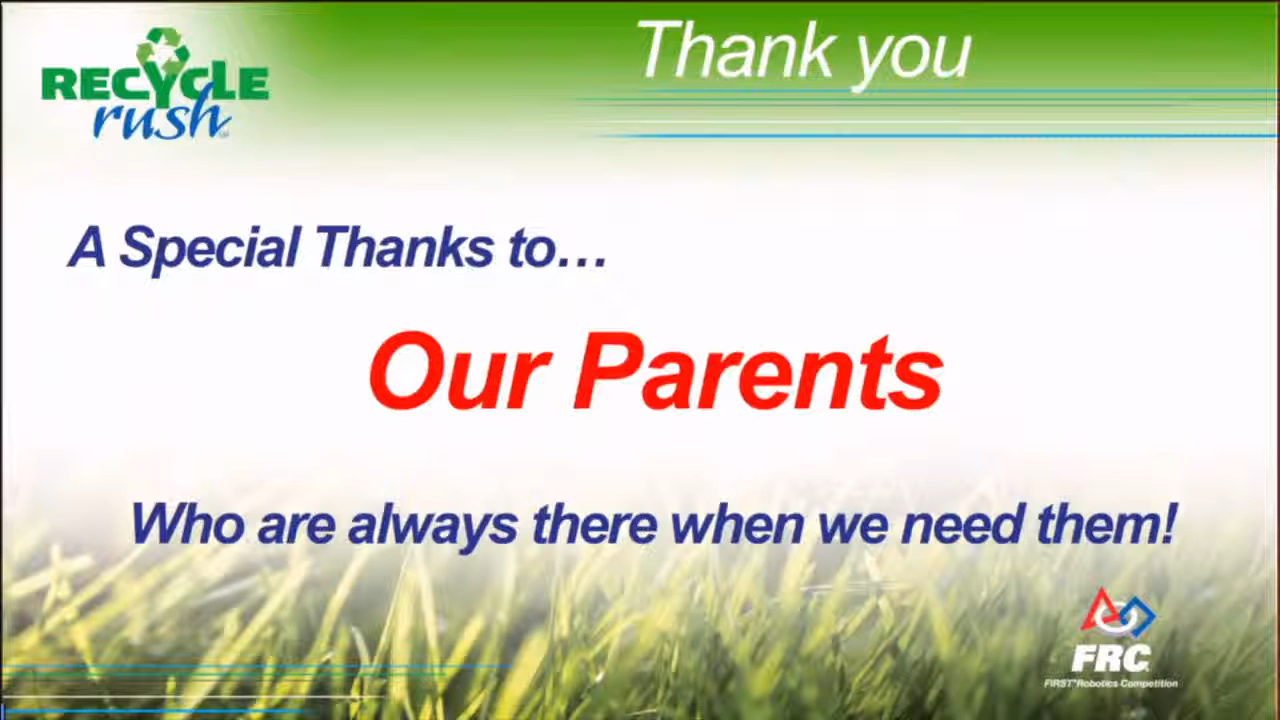 RECYCLE
rush
Thank you
A Special Thanks to…
Our Parents
Who are always there when we need them!
FRC
FIRST® Robotics Competition